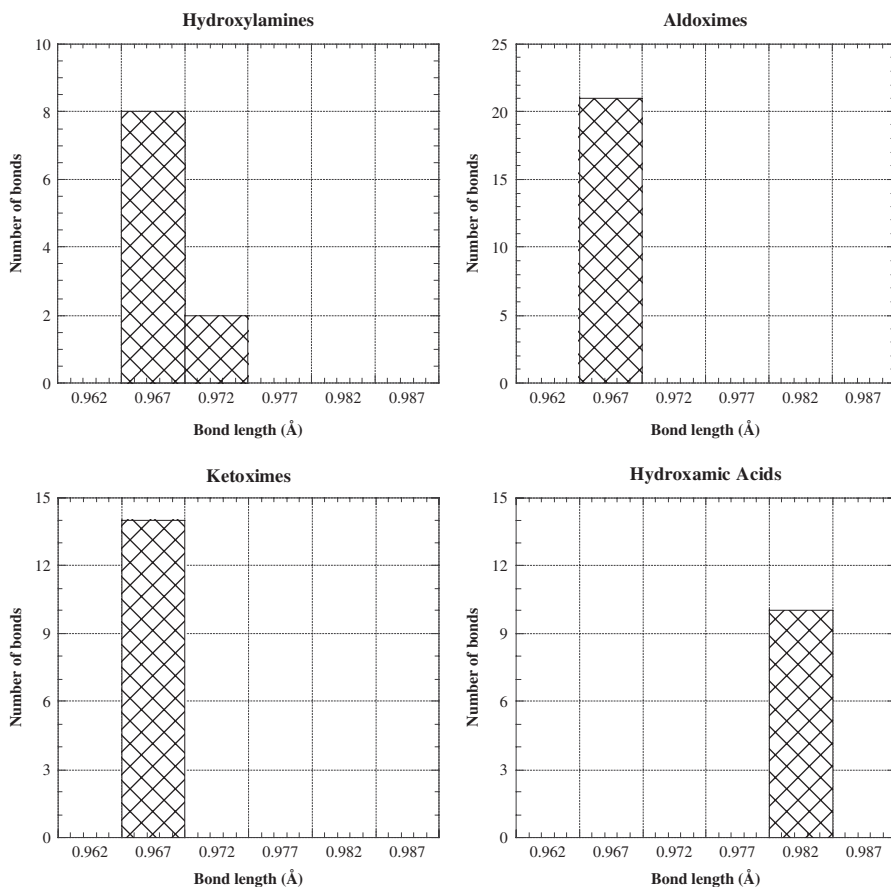 Hydroxylamines
10
8
6
4
2
0
Number of bonds
0.962 0.967 0.972 0.977 0.982 0.987
Bond length (Å)
Aldoximes
25
20
15
10
5
0
Number of bonds
0.962 0.967 0.972 0.977 0.982 0.987
Bond length (Å)
Ketoximes
15
12
9
6
3
0
Number of bonds
0.962 0.967 0.972 0.977 0.982 0.987
Bond length (Å)
Hydroxamic Acids
15
12
9
6
3
0
Number of bonds
0.962 0.967 0.972 0.977 0.982 0.987
Bond length (Å)